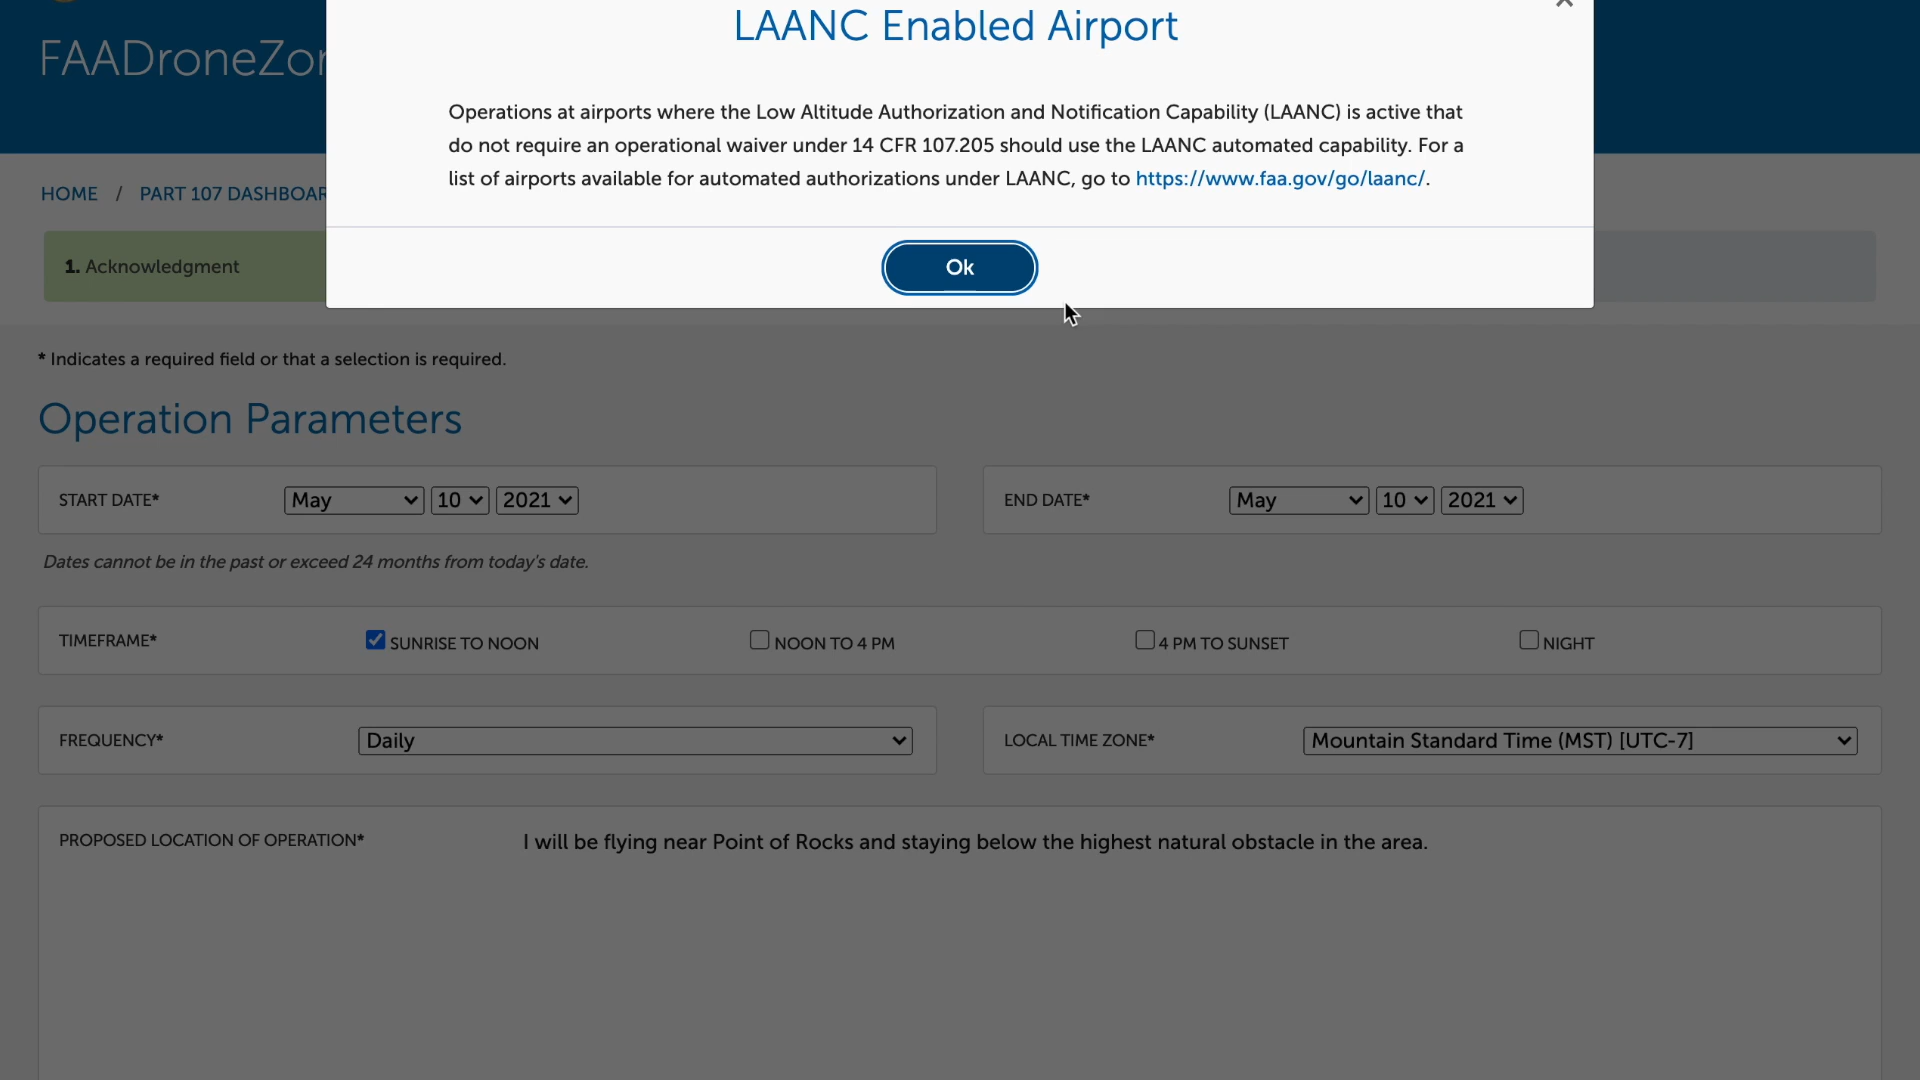 LAANC Enabled Airport
FAADroneZon
Operations at airports where the Low Altitude Authorization and Notification Capability (LAANC) is active that
do not require an operational waiver under 14 CFR 107.205 should use the LAANC automated capability. For a
list of airports available for automated authorizations under LAANC, go to https://www.faa.gov/go/laanc/.
HOME / PART 107 DASHBOAR
1. Acknowledgment
Ok
* Indicates a required field or that a selection is required.
Operation Parameters
START DATE* May 10 2021 END DATE* May 10 2021
Dates cannot be in the past or exceed 24 months from today's date.
TIMEFRAME* SUNRISE TO NOON NOON TO 4 PM 4 PM TO SUNSET NIGHT
FREQUENCY* Daily LOCAL TIME ZONE* Mountain Standard Time (MST) [UTC-7]
PROPOSED LOCATION OF OPERATION* I will be flying near Point of Rocks and staying below the highest natural obstacle in the area.